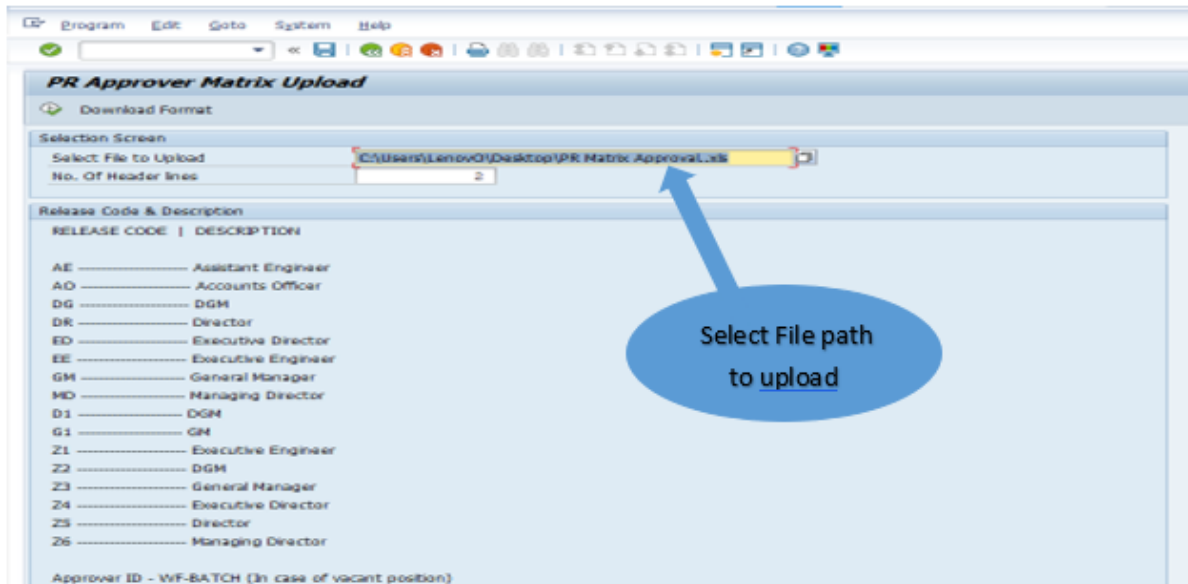 Program Edit Goto System Help
PR Approver Matrix Upload
Download Format
Selection Screen
Select File to Upload C:\Users\LenovO\Desktop\PR Matrix Approval..xls
No. Of Header lines 2
Release Code & Description
RELEASE CODE | DESCRIPTION
AE ---------------- Assistant Engineer
AO ---------------- Accounts Officer
DG ---------------- DGM
DR ---------------- Director
ED ---------------- Executive Director
EE ---------------- Executive Engineer
GM ---------------- General Manager
MD ---------------- Managing Director
D1 ---------------- DGM
G1 ---------------- GM
Z1 ---------------- Executive Engineer
Z2 ---------------- DGM
Z3 ---------------- General Manager
Z4 ---------------- Executive Director
Z5 ---------------- Director
Z6 ---------------- Managing Director
Approver ID - WF-BATCH (In case of vacant position)
Select File path
to upload